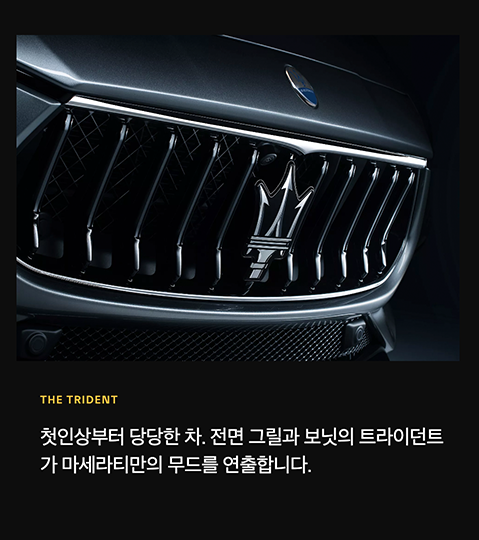 THE TRIDENT
첫인상부터 당당한 차. 전면 그릴과 보닛의 트라이던트
가 마세라티만의 무드를 연출합니다.